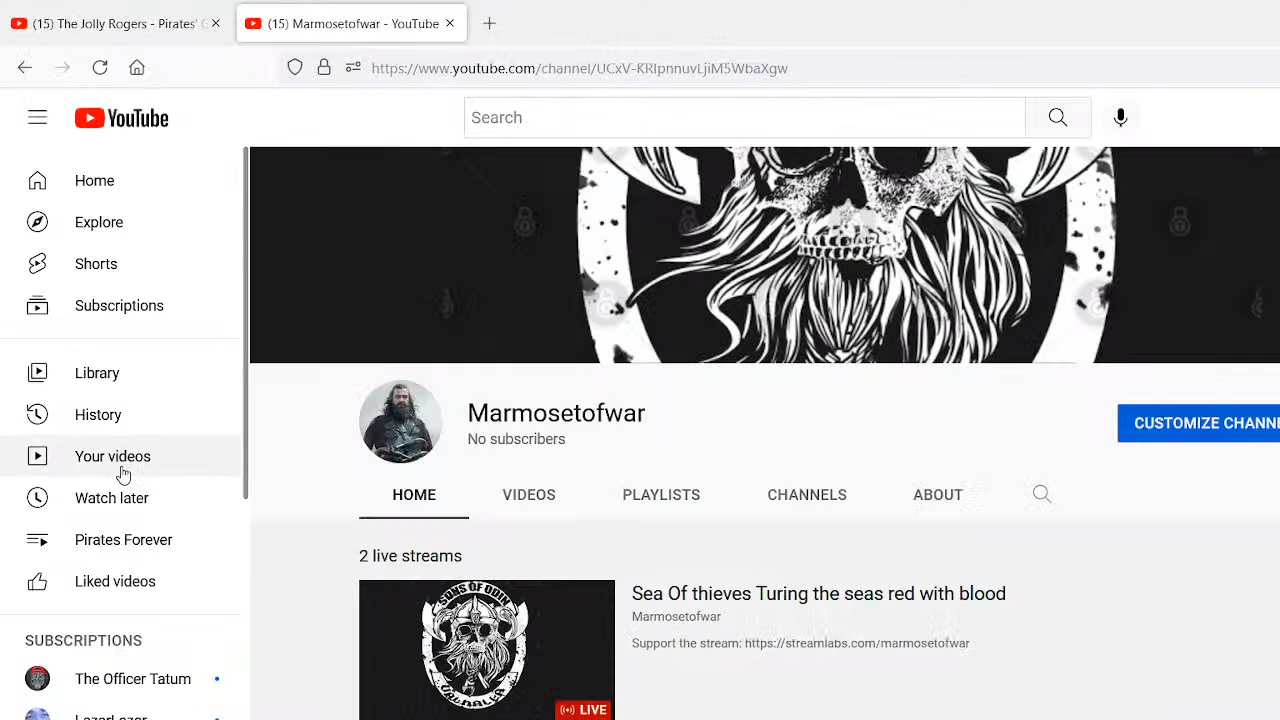 (15) The Jolly Rogers - Pirates'
(15) Marmosetofwar - YouTube
https://www.youtube.com/channel/UCxV-KRIpnnuvLjiM5WbaXgw
YouTube
Search
Home
Explore
Shorts
Subscriptions
Library
History
Your videos
Watch later
Pirates Forever
Liked videos
SUBSCRIPTIONS
The Officer Tatum
LazerLazer
Marmosetofwar
No subscribers
CUSTOMIZE CHANNE
HOME
VIDEOS
PLAYLISTS
CHANNELS
ABOUT
2 live streams
SONS OF ODIN
VALHALLA
LIVE
Sea Of thieves Turing the seas red with blood
Marmosetofwar
Support the stream: https://streamlabs.com/marmosetofwar